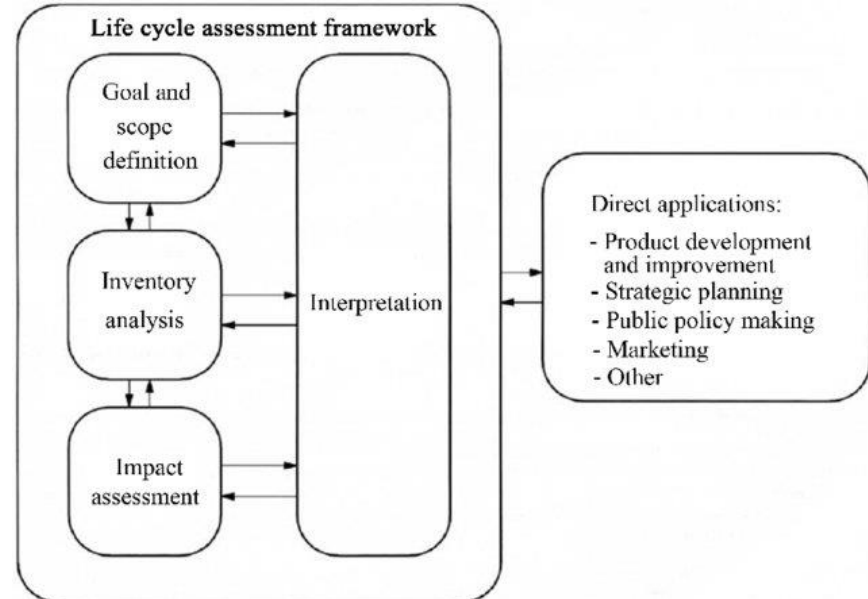 Life cycle assessment framework
Goal and
scope
definition
Inventory
analysis
Impact
assessment
Interpretation
Direct applications:
- Product development
and improvement
- Strategic planning
- Public policy making
- Marketing
- Other